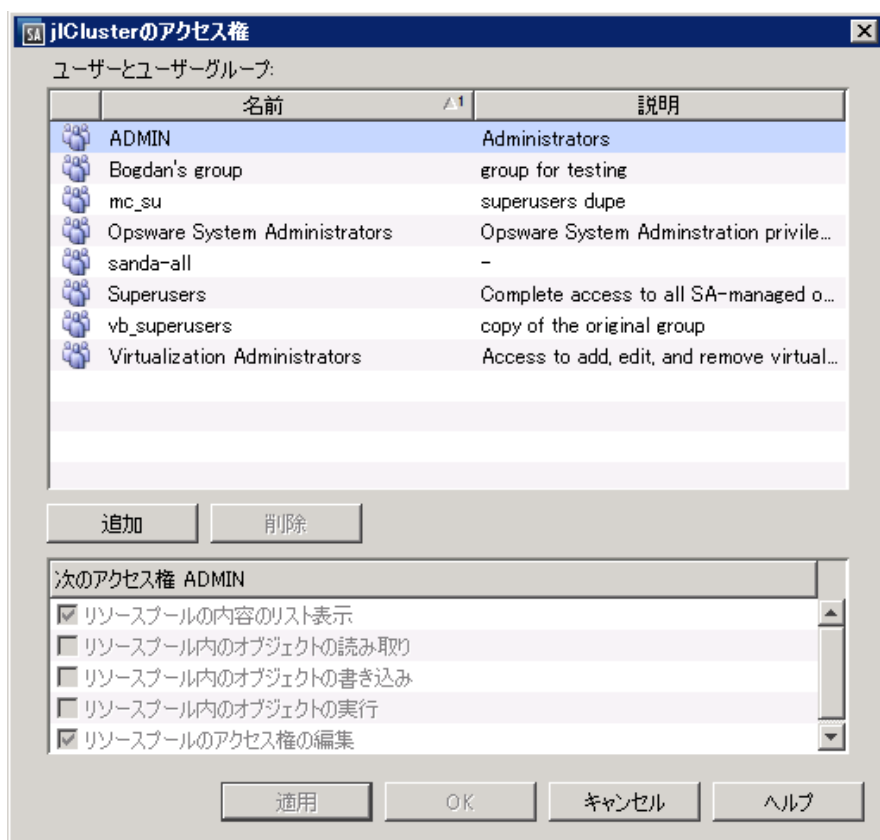 SA jlClusterのアクセス権
ユーザーとユーザーグループ:
名前 1 説明
ADMIN Administrators
Bogdan's group group for testing
mc_su superusers dupe
Opsware System Administrators Opsware System Adminstration privile...
sanda-all -
Superusers Complete access to all SA-managed o...
vb_superusers copy of the original group
Virtualization Administrators Access to add, edit, and remove virtual...
追加 削除
次のアクセス権 ADMIN
リソースプールの内容のリスト表示
リソースプール内のオブジェクトの読み取り
リソースプール内のオブジェクトの書き込み
リソースプール内のオブジェクトの実行
リソースプールのアクセス権の編集
適用 OK キャンセル ヘルプ